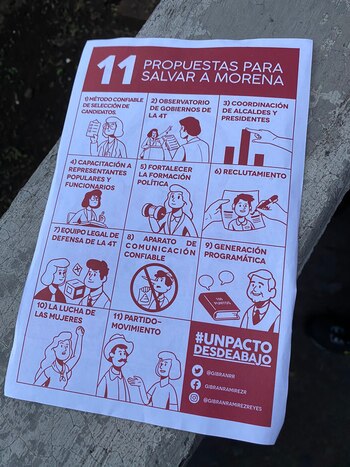 11 PROPUESTAS PARA
SALVAR A MORENA
1) MÉTODO CONFIABLE
DE SELECCIÓN DE
CANDIDATOS.
2) OBSERVATORIO
DE GOBIERNOS DE
LA 4T
3) COORDINACIÓN
DE ALCALDES Y
PRESIDENTES
4) CAPACITACIÓN A
REPRESENTANTES
POPULARES Y
FUNCIONARIOS
5) FORTALECER
LA FORMACIÓN
POLÍTICA
6) RECLUTAMIENTO
7) EQUIPO LEGAL DE
DEFENSA DE LA 4T
8) APARATO DE
COMUNICACIÓN
CONFIABLE
9) GENERACIÓN
PROGRAMÁTICA
10) LA LUCHA DE
LAS MUJERES
11) PARTIDO-
MOVIMIENTO
#UNPACTO
DESDEABAJO
@GIBRANRR
@GIBRANRAMIREZR
@GIBRANRAMIREZREYES